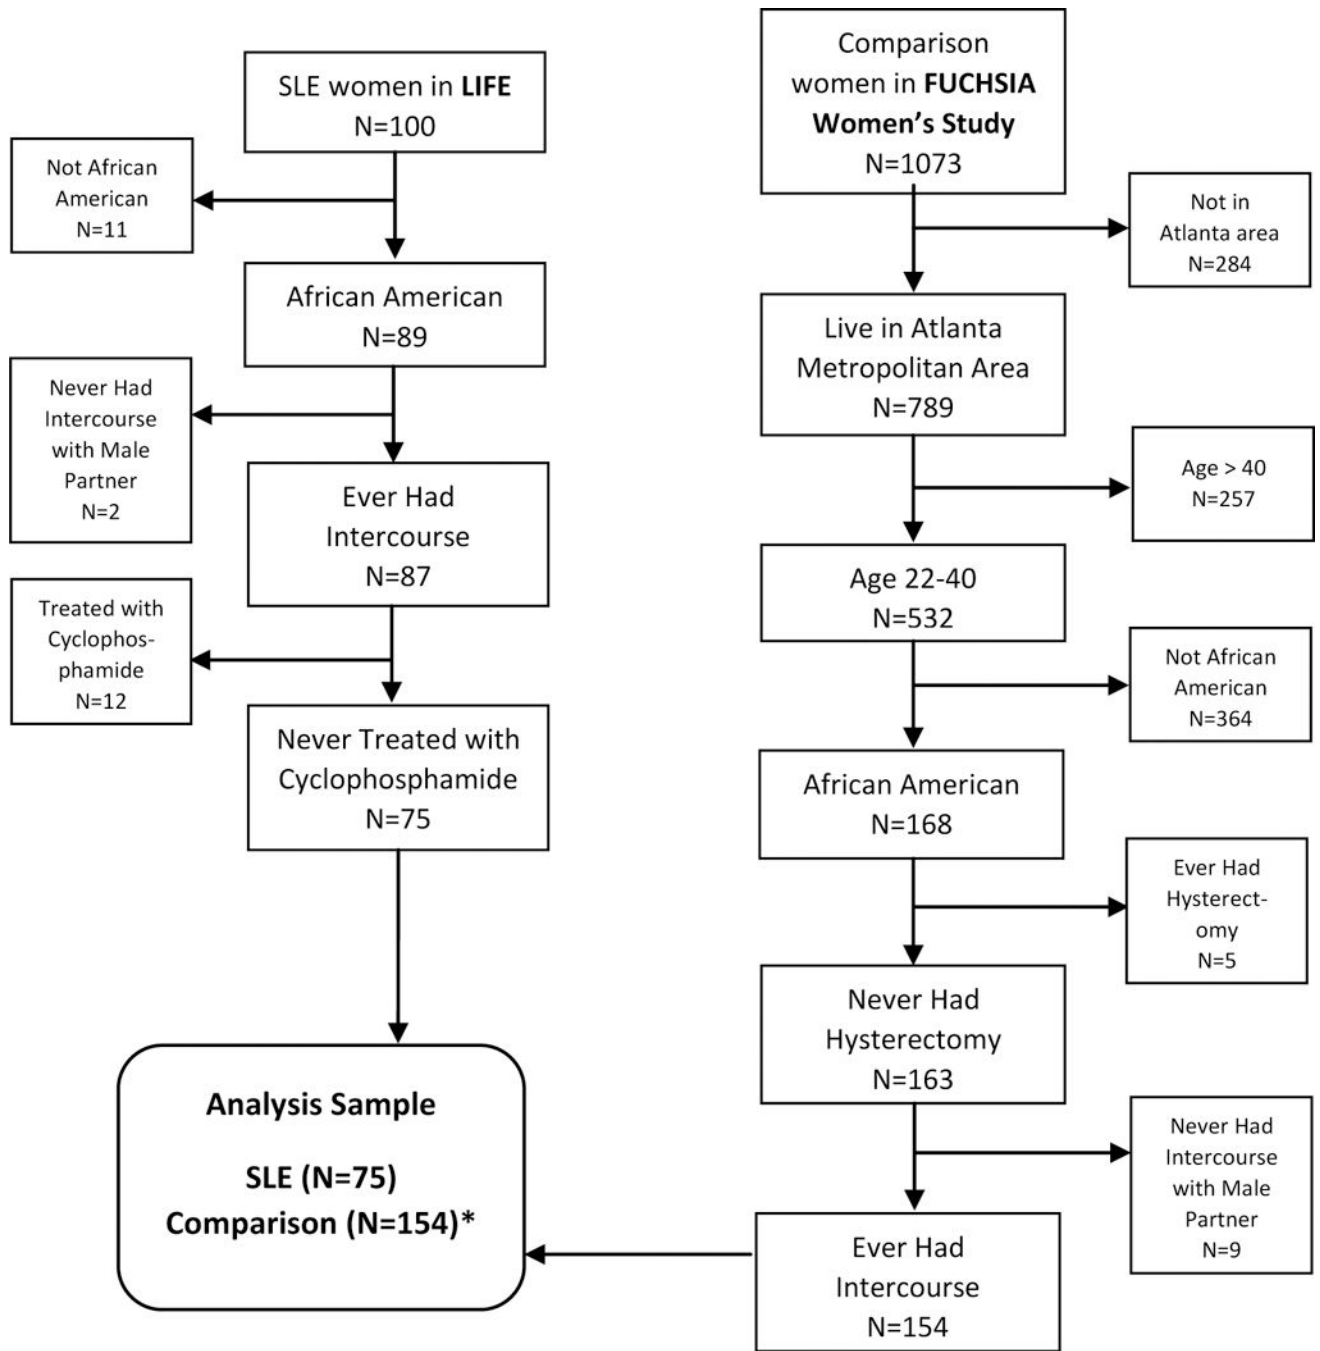 SLE women in LIFE
N=100
Not African
American
N=11
African American
N=89
Never Had
Intercourse
with Male
Partner
N=2
Ever Had
Intercourse
N=87
Treated with
Cyclophos-
phamide
N=12
Never Treated with
Cyclophosphamide
N=75
Comparison
women in FUCHSIA
Women's Study
N=1073
Not in
Atlanta area
N=284
Live in Atlanta
Metropolitan Area
N=789
Age > 40
N=257
Age 22-40
N=532
Not African
American
N=364
African American
N=168
Ever Had
Hysterect-
omy
N=5
Never Had
Hysterectomy
N=163
Never Had
Intercourse
with Male
Partner
N=9
Ever Had
Intercourse
N=154
Analysis Sample
SLE (N=75)
Comparison (N=154)*